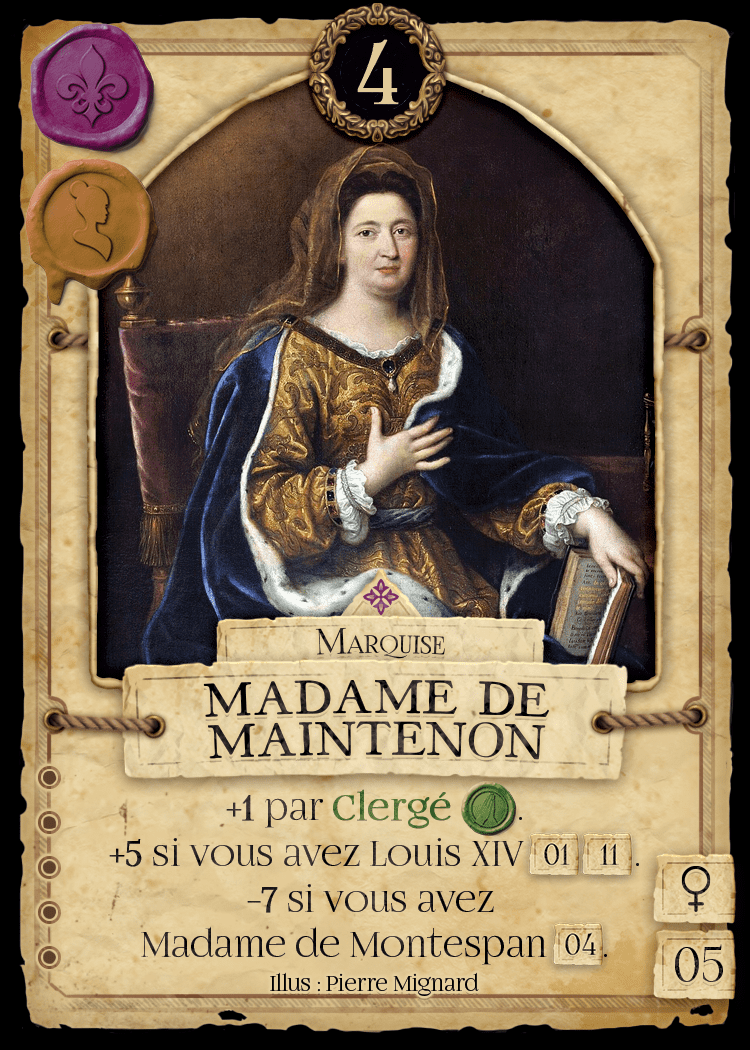 4
MARQUISE
MADAME DE
MAINTENON
+1 par Clergé .
+5 si vous avez Louis XIV 01 11 .
-7 si vous avez
Madame de Montespan 04 .
Illus : Pierre Mignard
♀
05